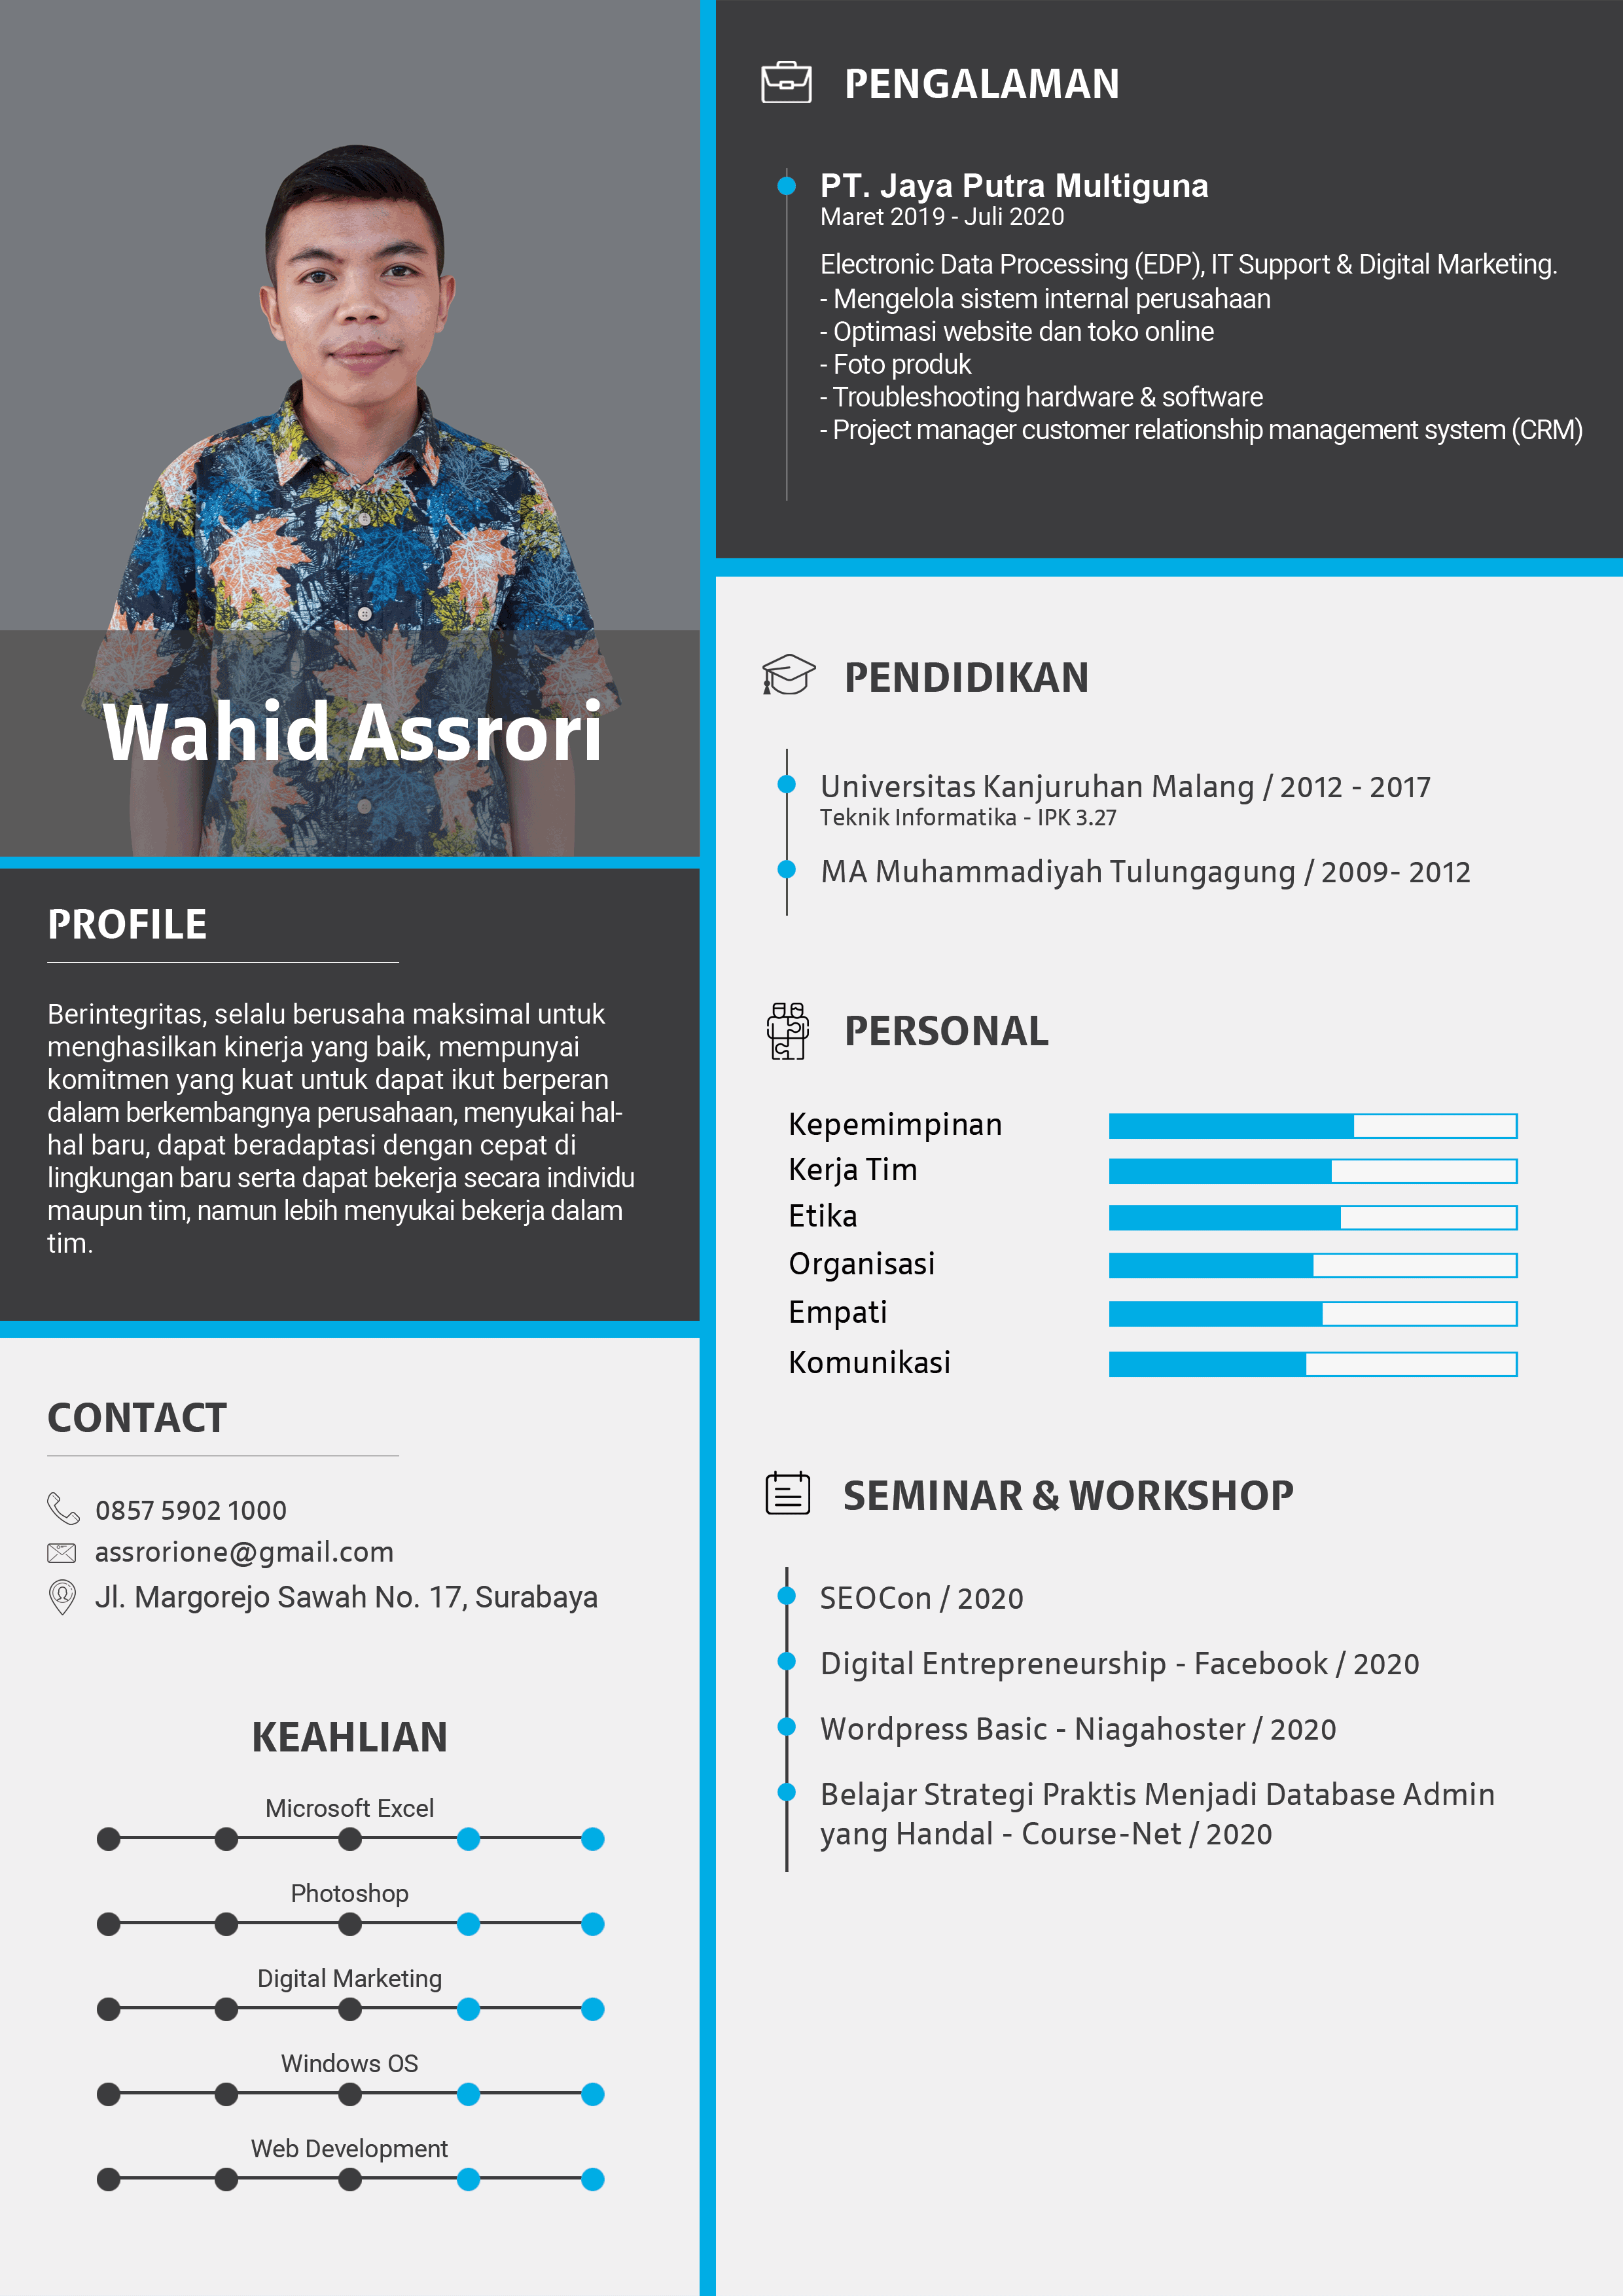 Wahid Assrori
PROFILE
Berintegritas, selalu berusaha maksimal untuk
menghasilkan kinerja yang baik, mempunyai
komitmen yang kuat untuk dapat ikut berperan
dalam berkembangnya perusahaan, menyukai hal-
hal baru, dapat beradaptasi dengan cepat di
lingkungan baru serta dapat bekerja secara individu
maupun tim, namun lebih menyukai bekerja dalam
tim.
CONTACT
0857 5902 1000
assrorione@gmail.com
Jl. Margorejo Sawah No. 17, Surabaya
KEAHLIAN
Microsoft Excel
Photoshop
Digital Marketing
Windows OS
Web Development
PENGALAMAN
PT. Jaya Putra Multiguna
Maret 2019 - Juli 2020
Electronic Data Processing (EDP), IT Support & Digital Marketing.
- Mengelola sistem internal perusahaan
- Optimasi website dan toko online
- Foto produk
- Troubleshooting hardware & software
- Project manager customer relationship management system (CRM)
PENDIDIKAN
Universitas Kanjuruhan Malang / 2012 - 2017
Teknik Informatika - IPK 3.27
MA Muhammadiyah Tulungagung / 2009- 2012
PERSONAL
Kepemimpinan
Kerja Tim
Etika
Organisasi
Empati
Komunikasi
SEMINAR & WORKSHOP
SEOCon / 2020
Digital Entrepreneurship - Facebook / 2020
Wordpress Basic - Niagahoster / 2020
Belajar Strategi Praktis Menjadi Database Admin
yang Handal - Course-Net / 2020